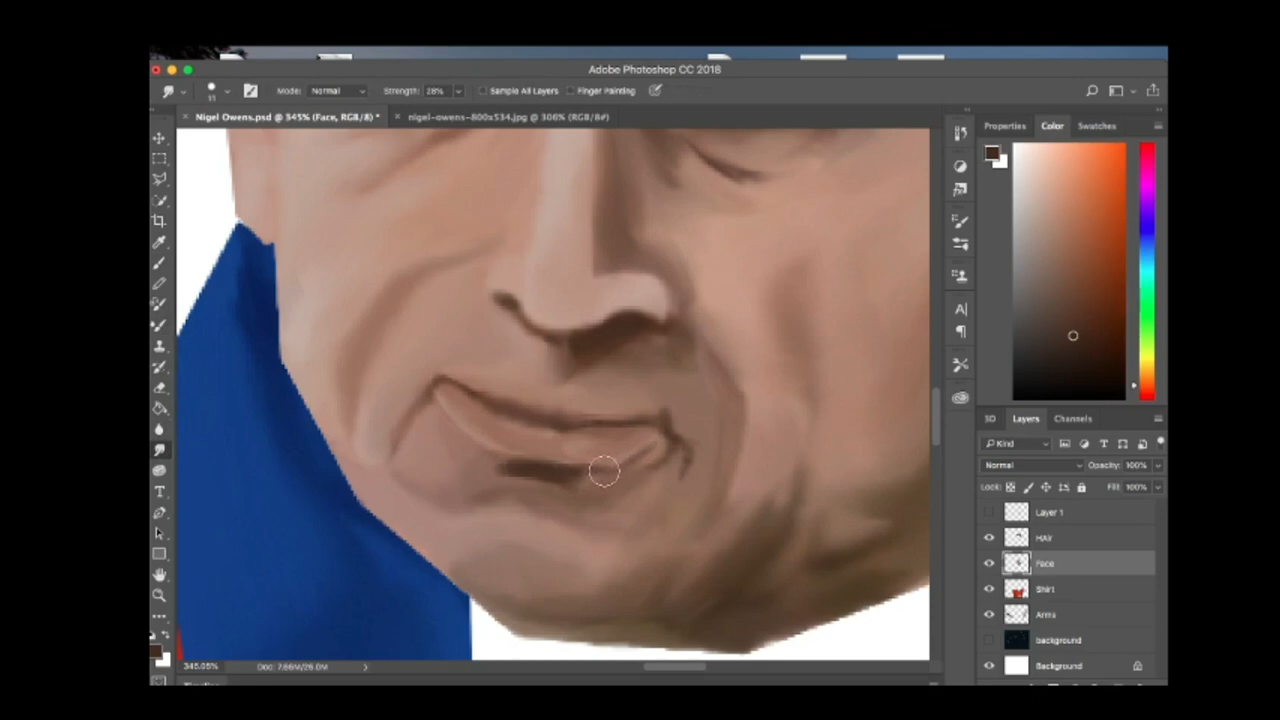 Adobe Photoshop CC 2018
11 Mode: Normal Strength: 28% Sample All Layers Finger Painting
Nigel Owens.psd @ 345% (Face, RGB/8) * nigel-owens-800x534.jpg @ 306% (RGB/8#)
Properties Color Swatches
3D Layers Channels
Kind
Normal Opacity: 100%
Lock: Fill: 100%
Layer 1
HAir
Face
Shirt
Arms
background
Background
345.05% Doc: 7.66M/26.0M
Timeline